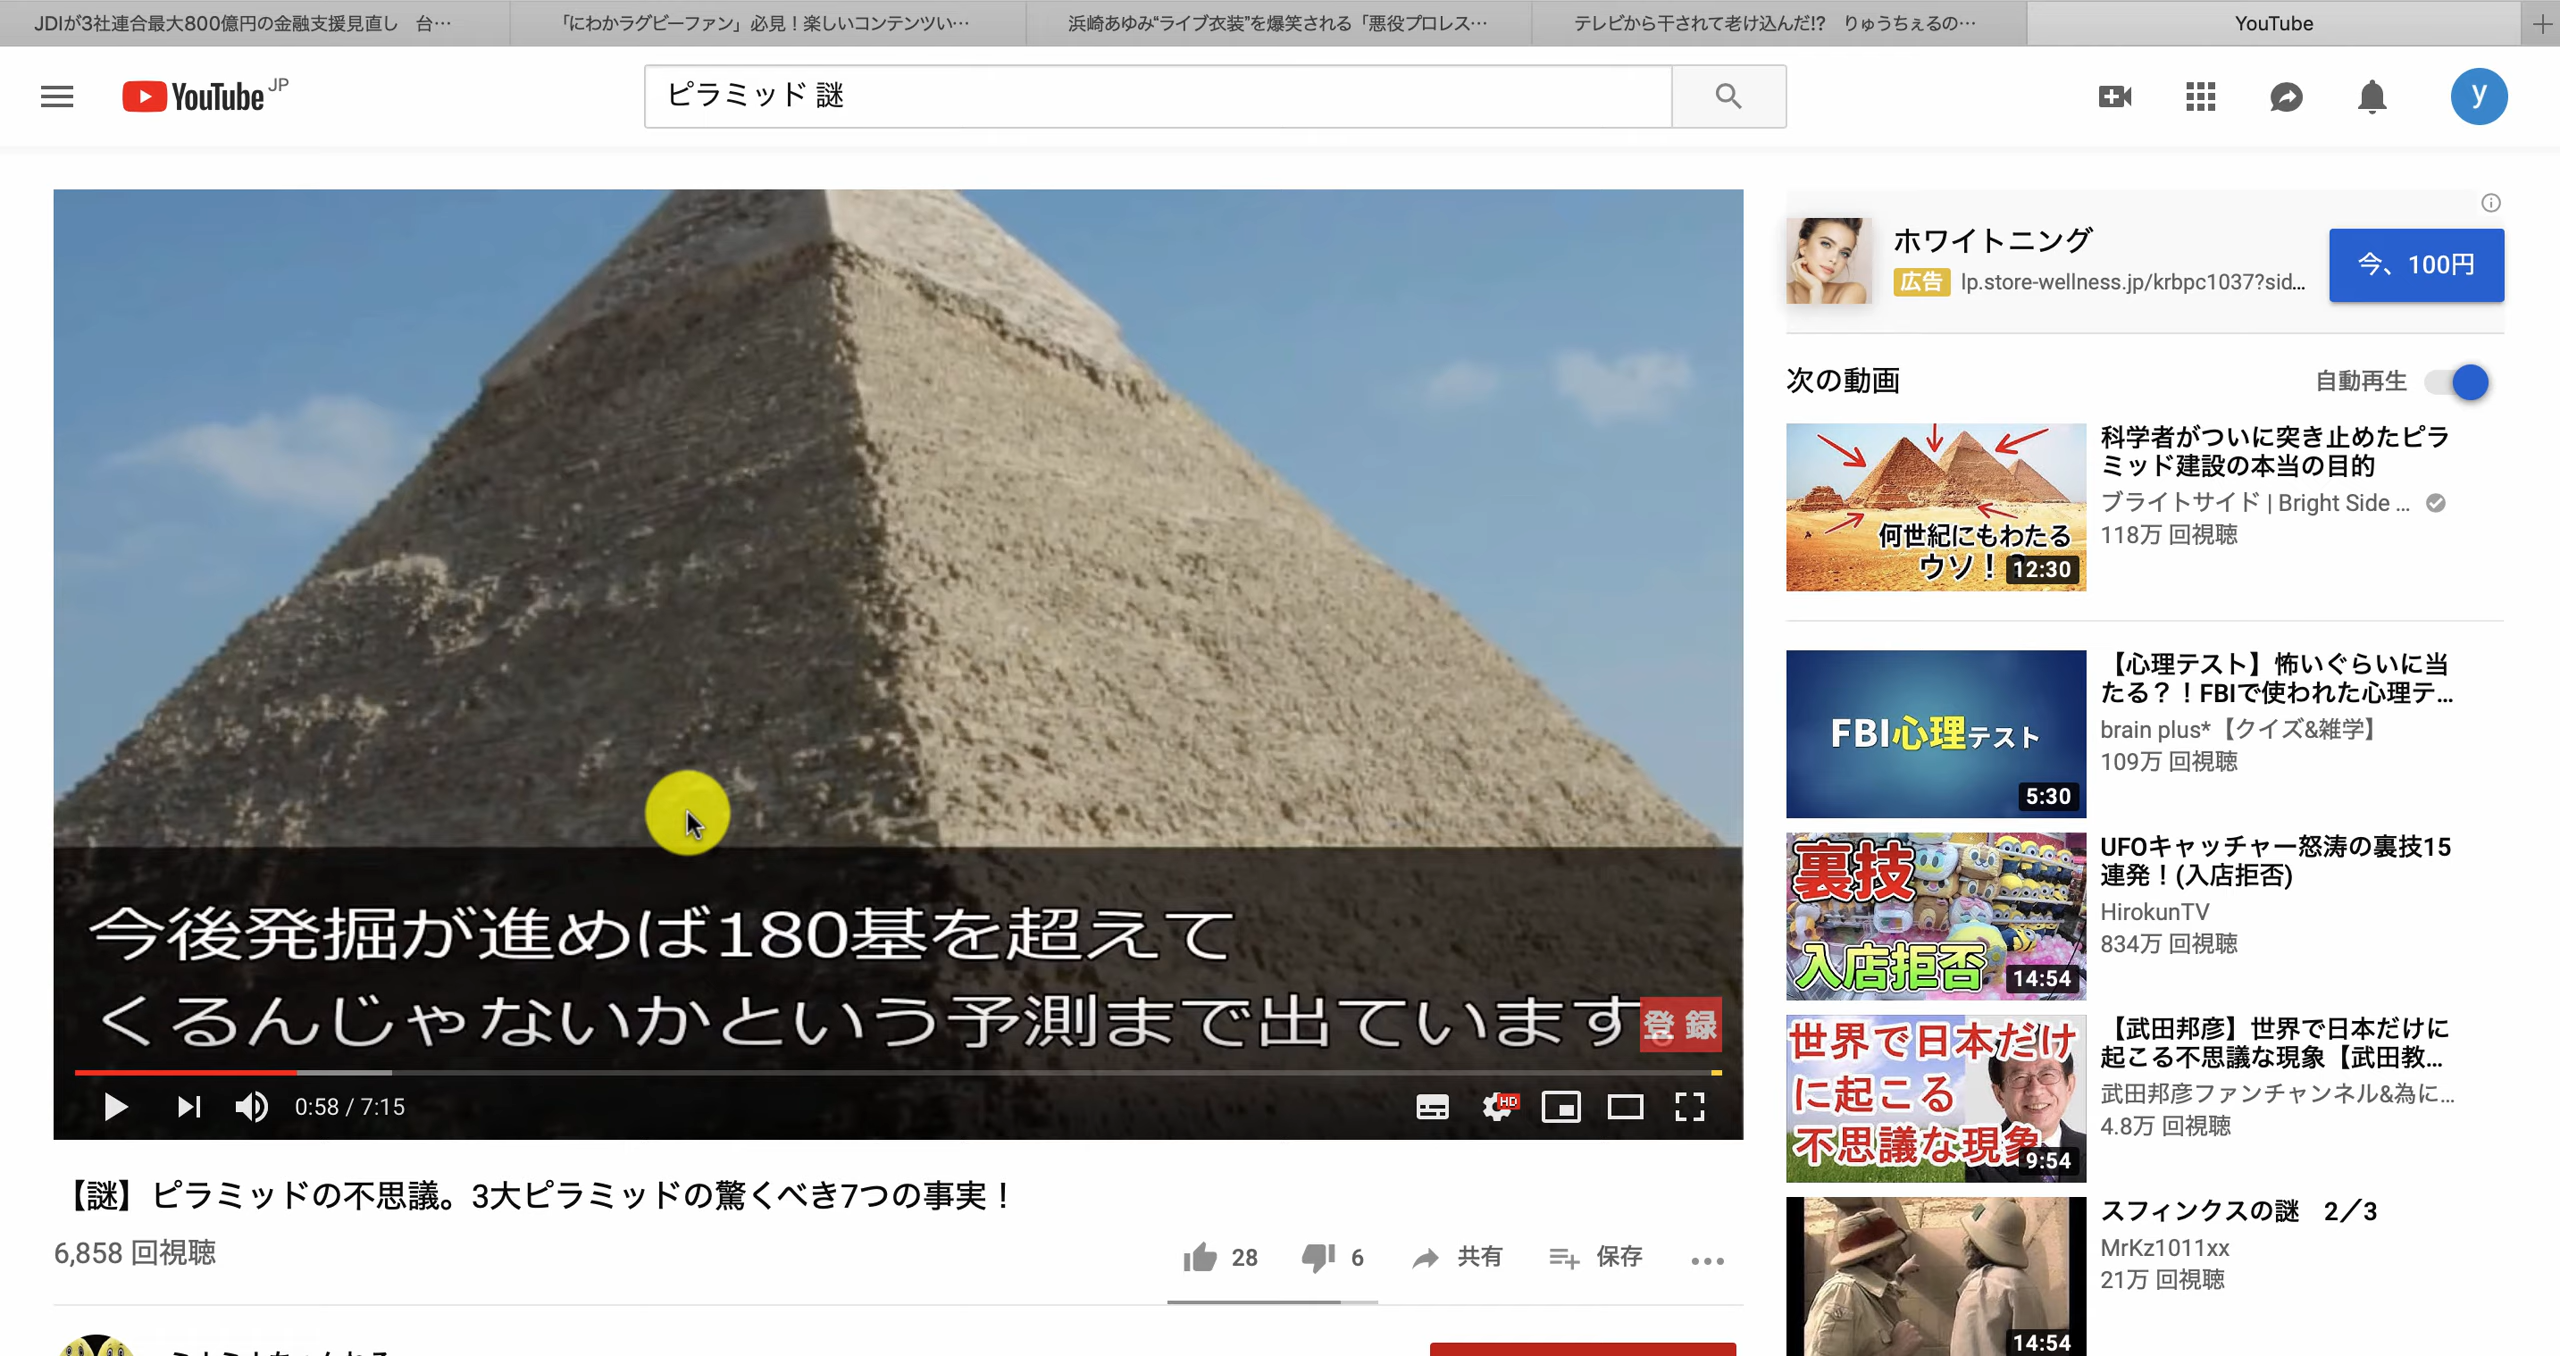 JDIが3社連合最大800億円の金融支援見直し 台…
「にわかラグビーファン」必見！楽しいコンテンツい…
浜崎あゆみ“ライブ衣装”を爆笑される「悪役プロレス…
テレビから干されて老け込んだ!? りゅうちぇるの…
YouTube
YouTube JP
ピラミッド 謎
y
ホワイトニング
広告 lp.store-wellness.jp/krbpc1037?sid...
今、100円
次の動画
自動再生
何世紀にもわたる
ウソ！
12:30
科学者がついに突き止めたピラ
ミッド建設の本当の目的
ブライトサイド | Bright Side ...
118万 回視聴
FBI心理テスト
5:30
【心理テスト】怖いぐらいに当
たる？！FBIで使われた心理テ...
brain plus*【クイズ&雑学】
109万 回視聴
裏技
入店拒否
14:54
UFOキャッチャー怒涛の裏技15
連発！(入店拒否)
HirokunTV
834万 回視聴
世界で日本だけ
に起こる
不思議な現象
9:54
【武田邦彦】世界で日本だけに
起こる不思議な現象【武田教...
武田邦彦ファンチャンネル&為に...
4.8万 回視聴
14:54
スフィンクスの謎 2／3
MrKz1011xx
21万 回視聴
今後発掘が進めば180基を超えて
くるんじゃないかという予測まで出ています
登録
0:58 / 7:15
HD
【謎】ピラミッドの不思議。3大ピラミッドの驚くべき7つの事実！
6,858 回視聴
28
6
共有
保存